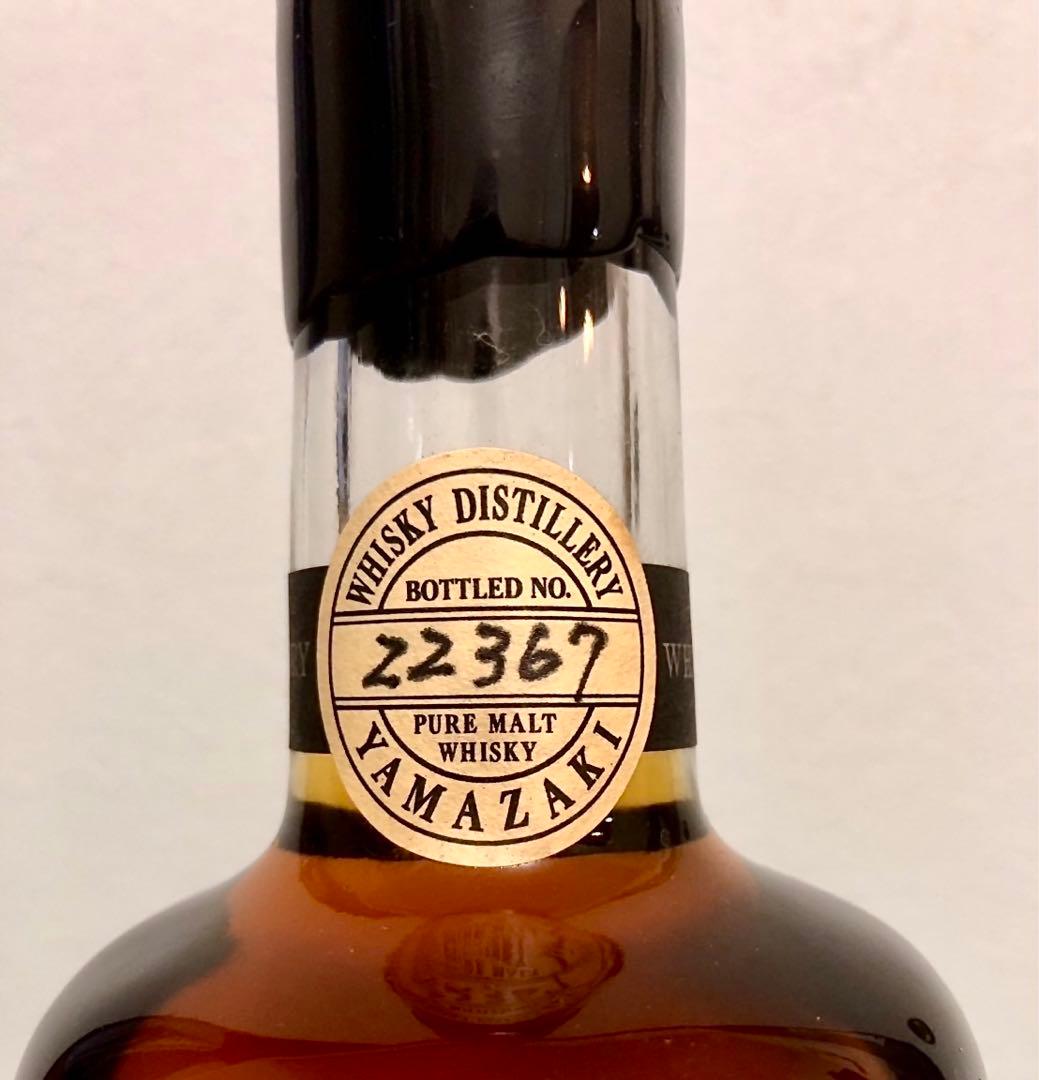 WHISKY DISTILLERY
BOTTLED NO.
22367
PURE MALT
WHISKY
YAMAZAKI